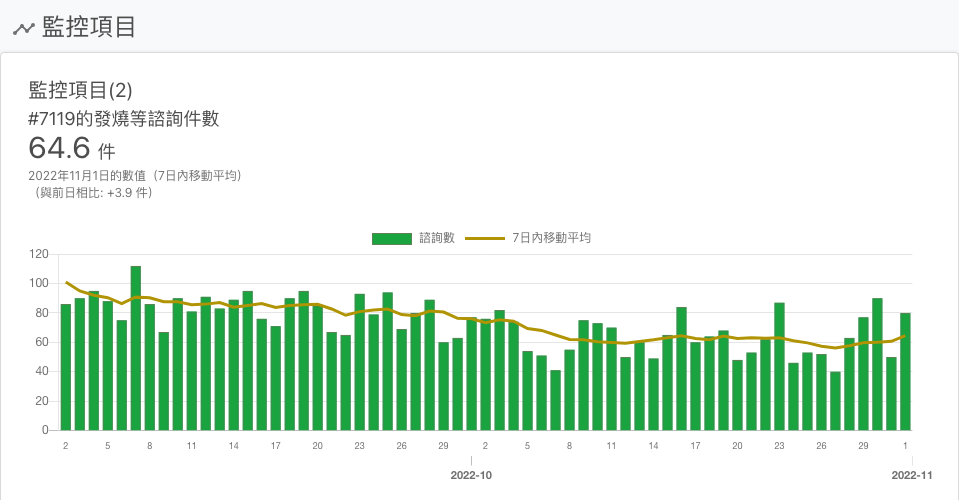 監控項目
監控項目(2)
#7119的發燒等諮詢件數
64.6 件
2022年11月1日的數值（7日內移動平均）
（與前日相比: +3.9 件）
諮詢數 7日內移動平均
120
100
80
60
40
20
0
2 5 8 11 14 17 20 23 26 29 2 5 8 11 14 17 20 23 26 29 1
2022-10 2022-11